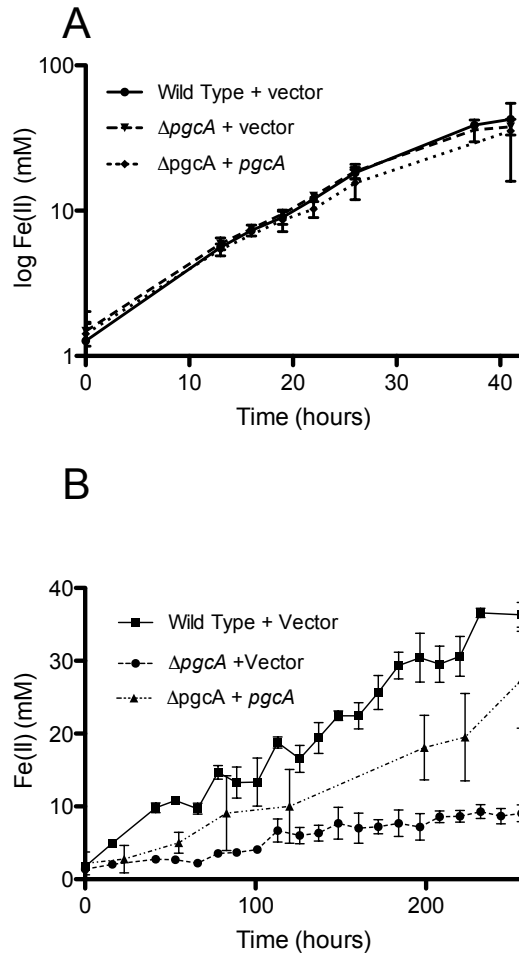 A
100
10
1
log Fe(II) (mM)
Wild Type + vector
ΔpgcA + vector
ΔpgcA + pgcA
0 10 20 30 40
Time (hours)
B
40
30
20
10
0
Fe(II) (mM)
Wild Type + Vector
ΔpgcA +Vector
ΔpgcA + pgcA
0 100 200
Time (hours)